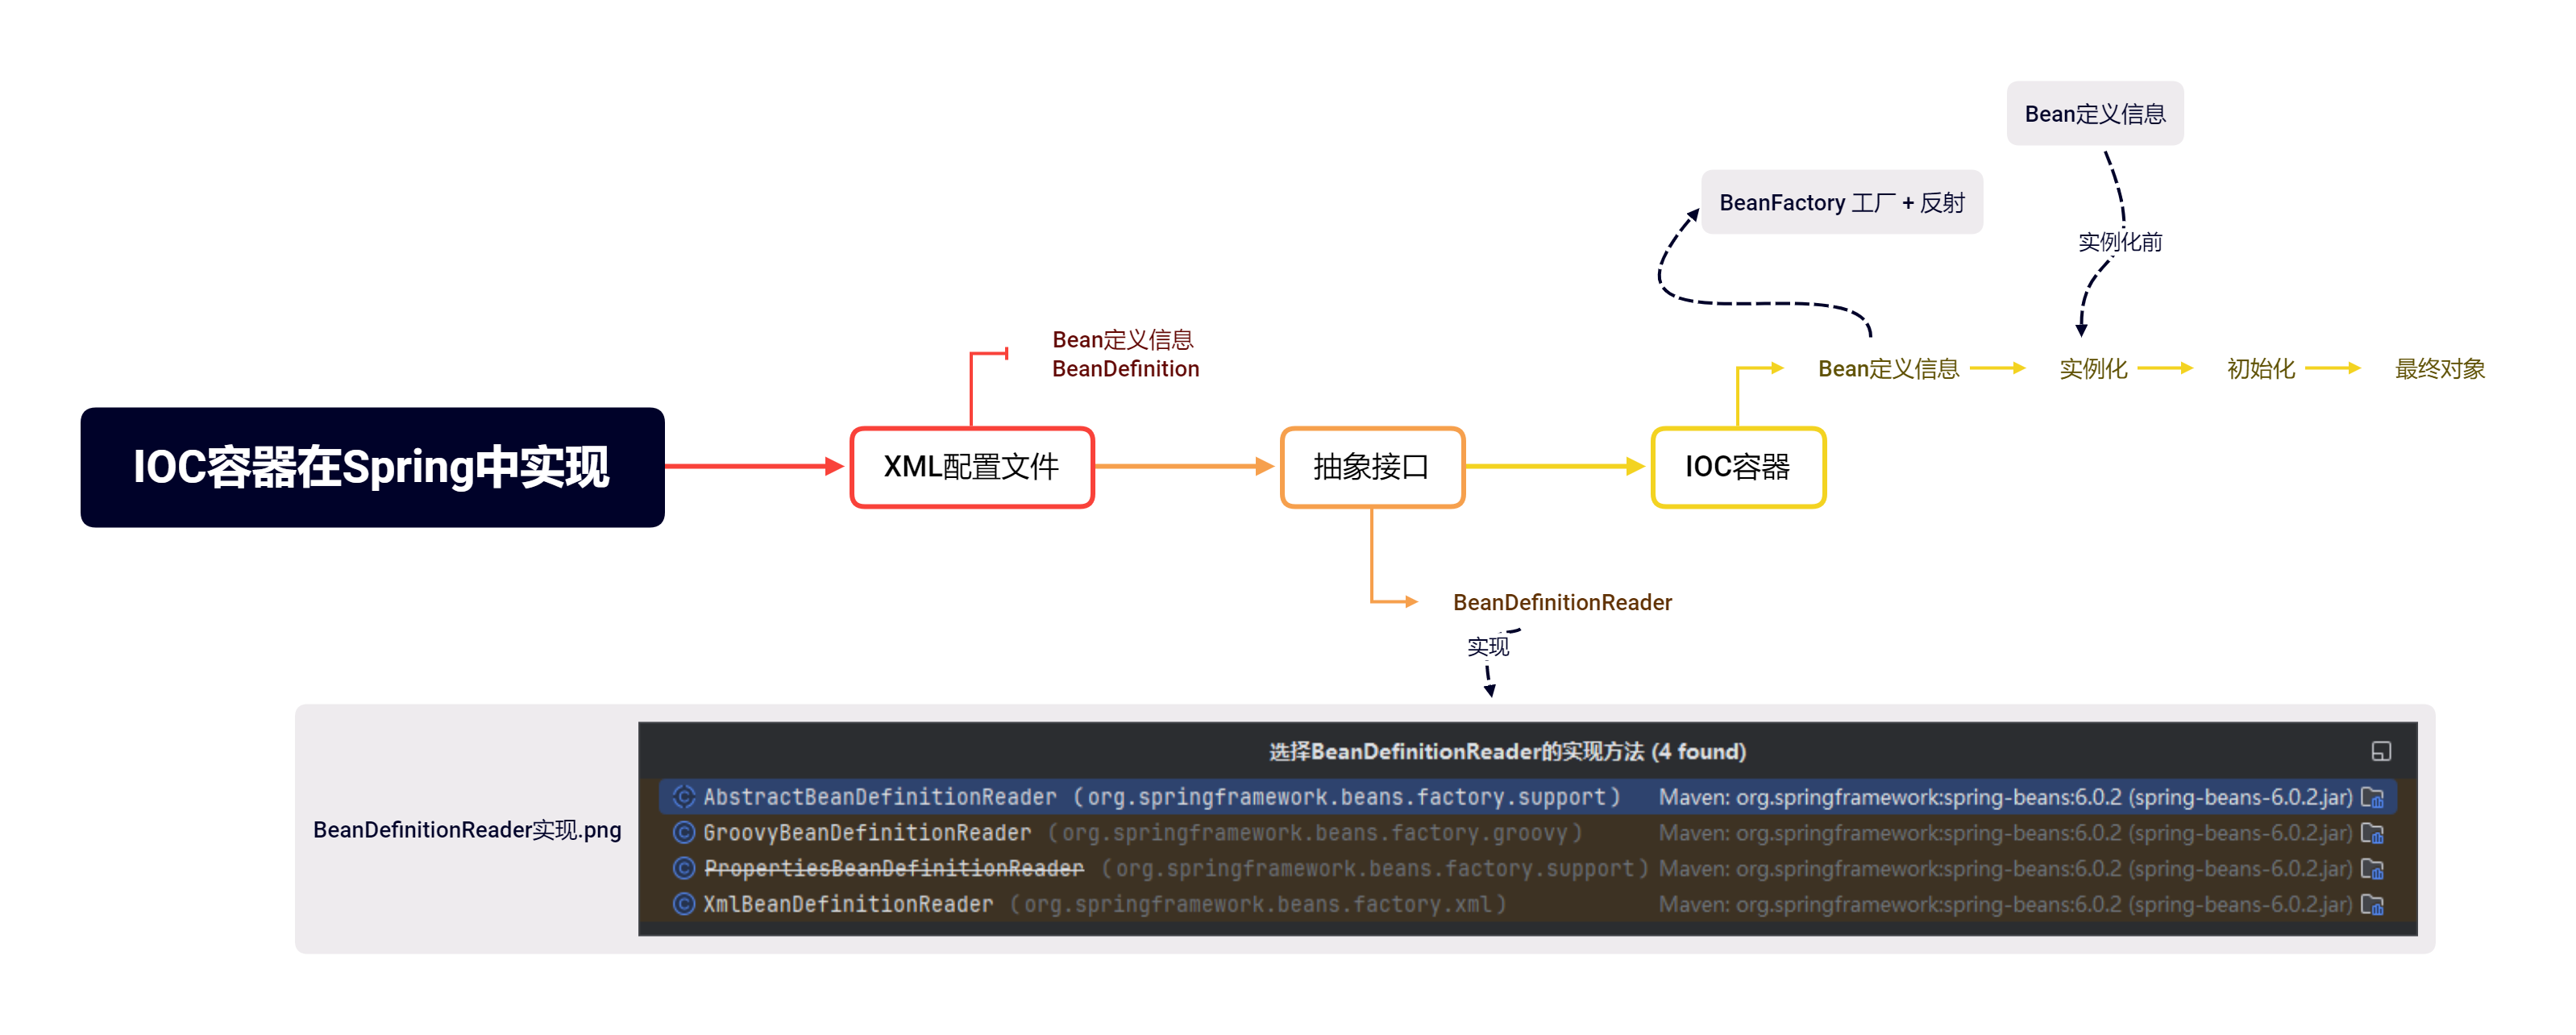 Bean定义信息
BeanFactory 工厂 + 反射
实例化前
Bean定义信息
BeanDefinition
Bean定义信息
实例化
初始化
最终对象
IOC容器在Spring中实现
XML配置文件
抽象接口
IOC容器
BeanDefinitionReader
实现
选择BeanDefinitionReader的实现方法 (4 found)
BeanDefinitionReader实现.png
AbstractBeanDefinitionReader (org.springframework.beans.factory.support) Maven: org.springframework:spring-beans:6.0.2 (spring-beans-6.0.2.jar)
GroovyBeanDefinitionReader (org.springframework.beans.factory.groovy) Maven: org.springframework:spring-beans:6.0.2 (spring-beans-6.0.2.jar)
PropertiesBeanDefinitionReader (org.springframework.beans.factory.support) Maven: org.springframework:spring-beans:6.0.2 (spring-beans-6.0.2.jar)
XmlBeanDefinitionReader (org.springframework.beans.factory.xml) Maven: org.springframework:spring-beans:6.0.2 (spring-beans-6.0.2.jar)